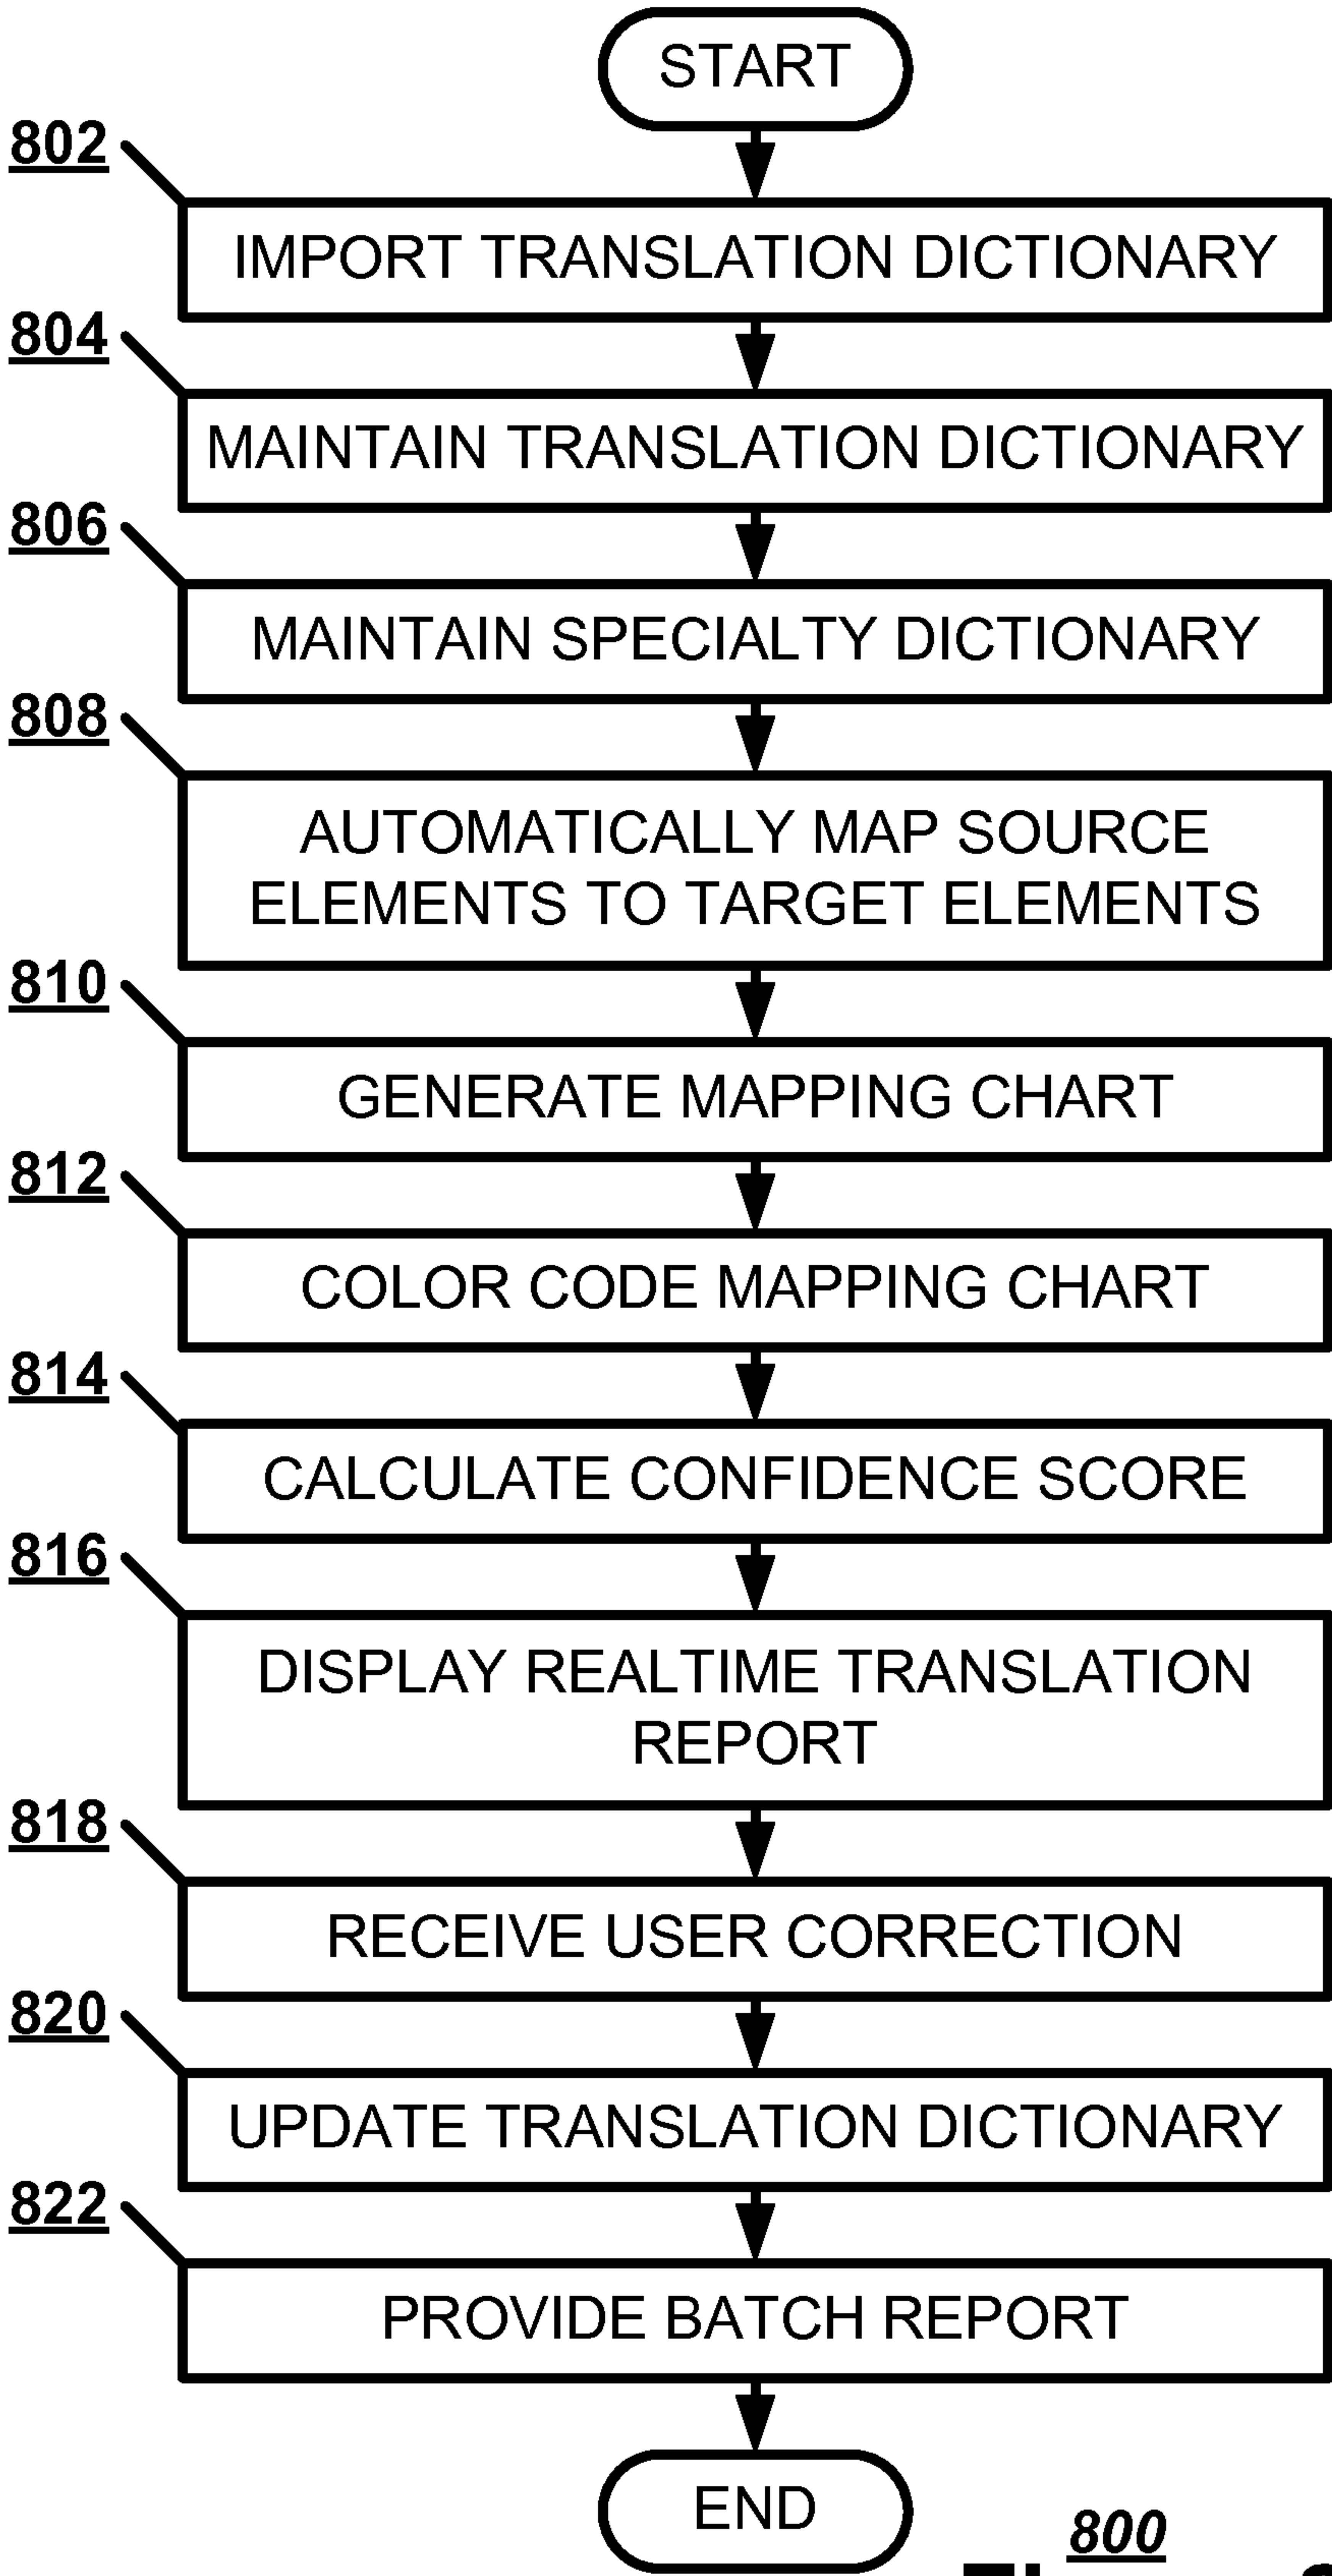 START
802
IMPORT TRANSLATION DICTIONARY
804
MAINTAIN TRANSLATION DICTIONARY
806
MAINTAIN SPECIALTY DICTIONARY
808
AUTOMATICALLY MAP SOURCE
ELEMENTS TO TARGET ELEMENTS
810
GENERATE MAPPING CHART
812
COLOR CODE MAPPING CHART
814
CALCULATE CONFIDENCE SCORE
816
DISPLAY REALTIME TRANSLATION
REPORT
818
RECEIVE USER CORRECTION
820
UPDATE TRANSLATION DICTIONARY
822
PROVIDE BATCH REPORT
END
800